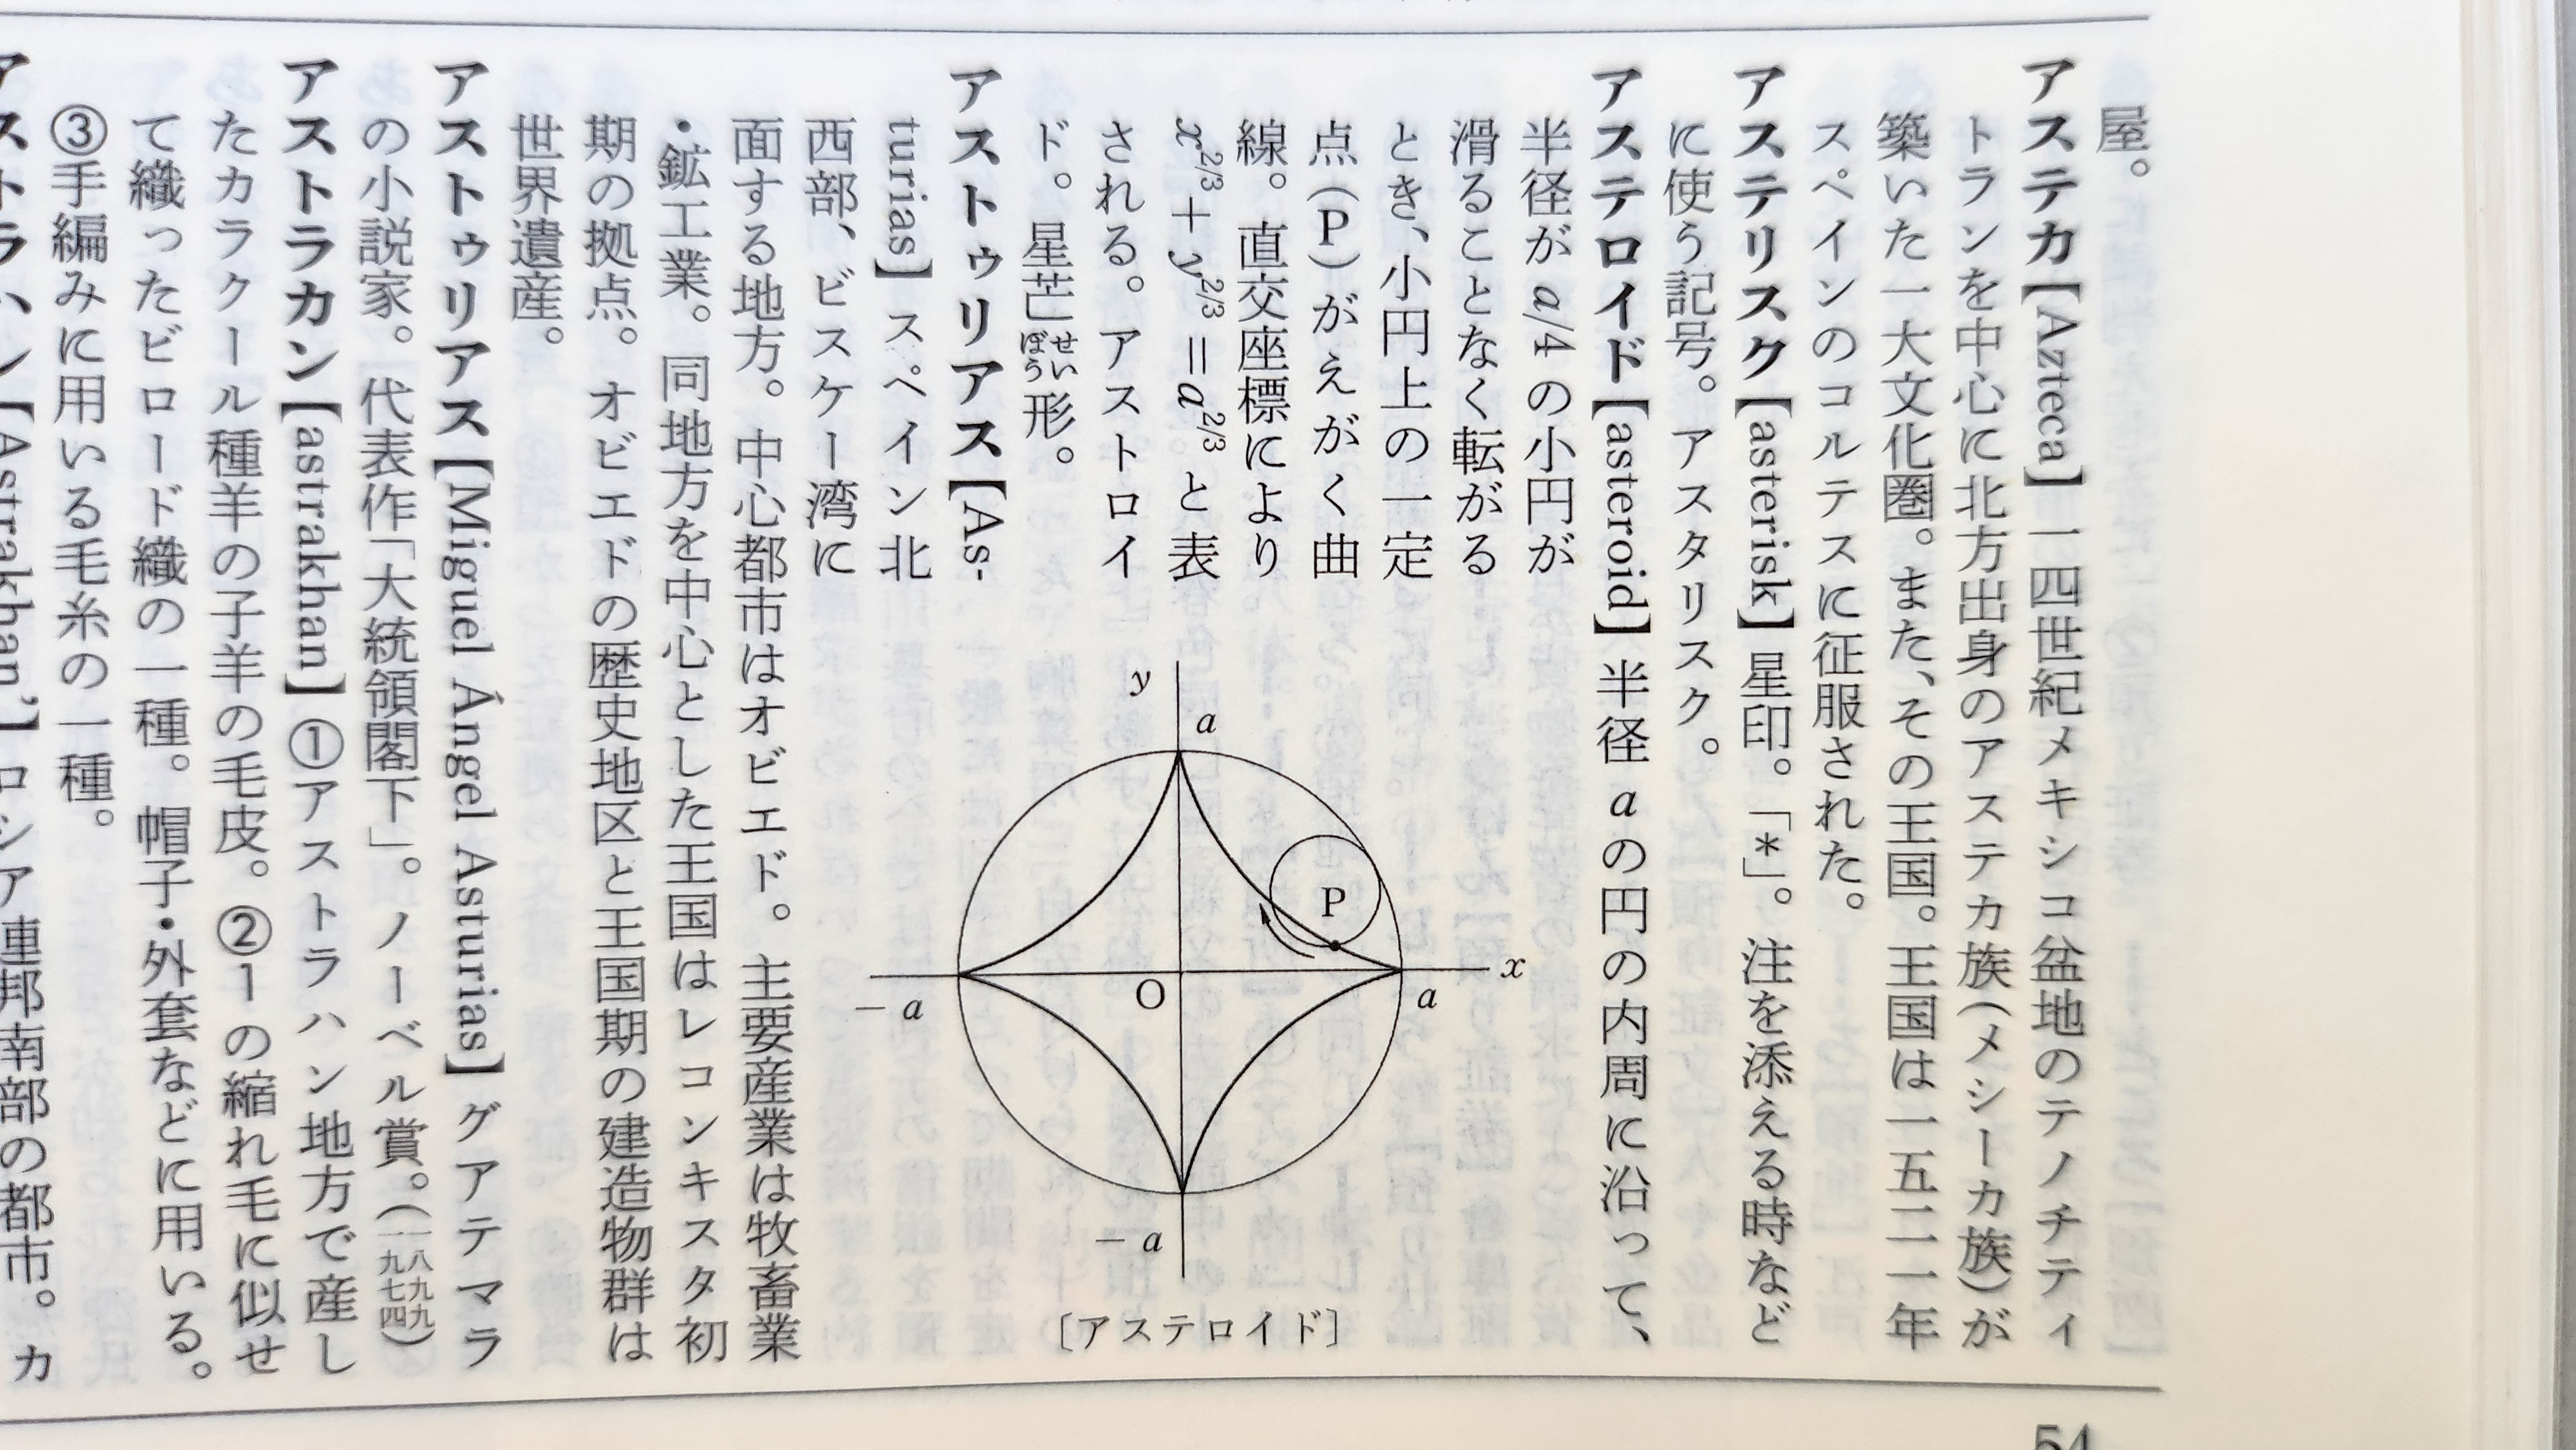 屋。
アステカ【Azteca】一四世紀メキシコ盆地のテノチティ
トランを中心に北方出身のアステカ族(メシーカ族)が
築いた一大文化圏。また、その王国。王国は一五二一年
スペインのコルテスに征服された。
アステリスク【asterisk】星印。「*」。注を添える時など
に使う記号。アスタリスク。
アステロイド【asteroid】半径aの円の内周に沿って、
半径がa/4の小円が
滑ることなく転がる
とき、小円上の一定
点(P)がえがく曲
線。直交座標により
x^2/3+y^2/3=a^2/3と表
される。アストロイ
ド。星芒せいぼう形。
y
a
P
x
O
a
−a
−a
〔アステロイド〕
アストゥリアス【As-
turias】スペイン北
西部、ビスケー湾に
面する地方。中心都市はオビエド。主要産業は牧畜業
・鉱工業。同地方を中心とした王国はレコンキスタ初
期の拠点。オビエドの歴史地区と王国期の建造物群は
世界遺産。
アストゥリアス【Miguel Ángel Asturias】グアテマラ
の小説家。代表作「大統領閣下」。ノーベル賞。(一八九九
一九七四)
アストラカン【astrakhan】①アストラハン地方で産し
たカラクール種羊の子羊の毛皮。②1の縮れ毛に似せ
て織ったビロード織の一種。帽子・外套などに用いる。
③手編みに用いる毛糸の一種。
アストラハン【Astrakhan'】ロシア連邦南部の都市。カ
54